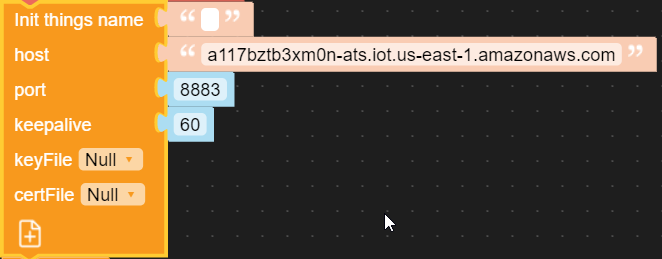 Init things name “ ”
host “ a117bztb3xm0n-ats.iot.us-east-1.amazonaws.com ”
port 8883
keepalive 60
keyFile Null
certFile Null